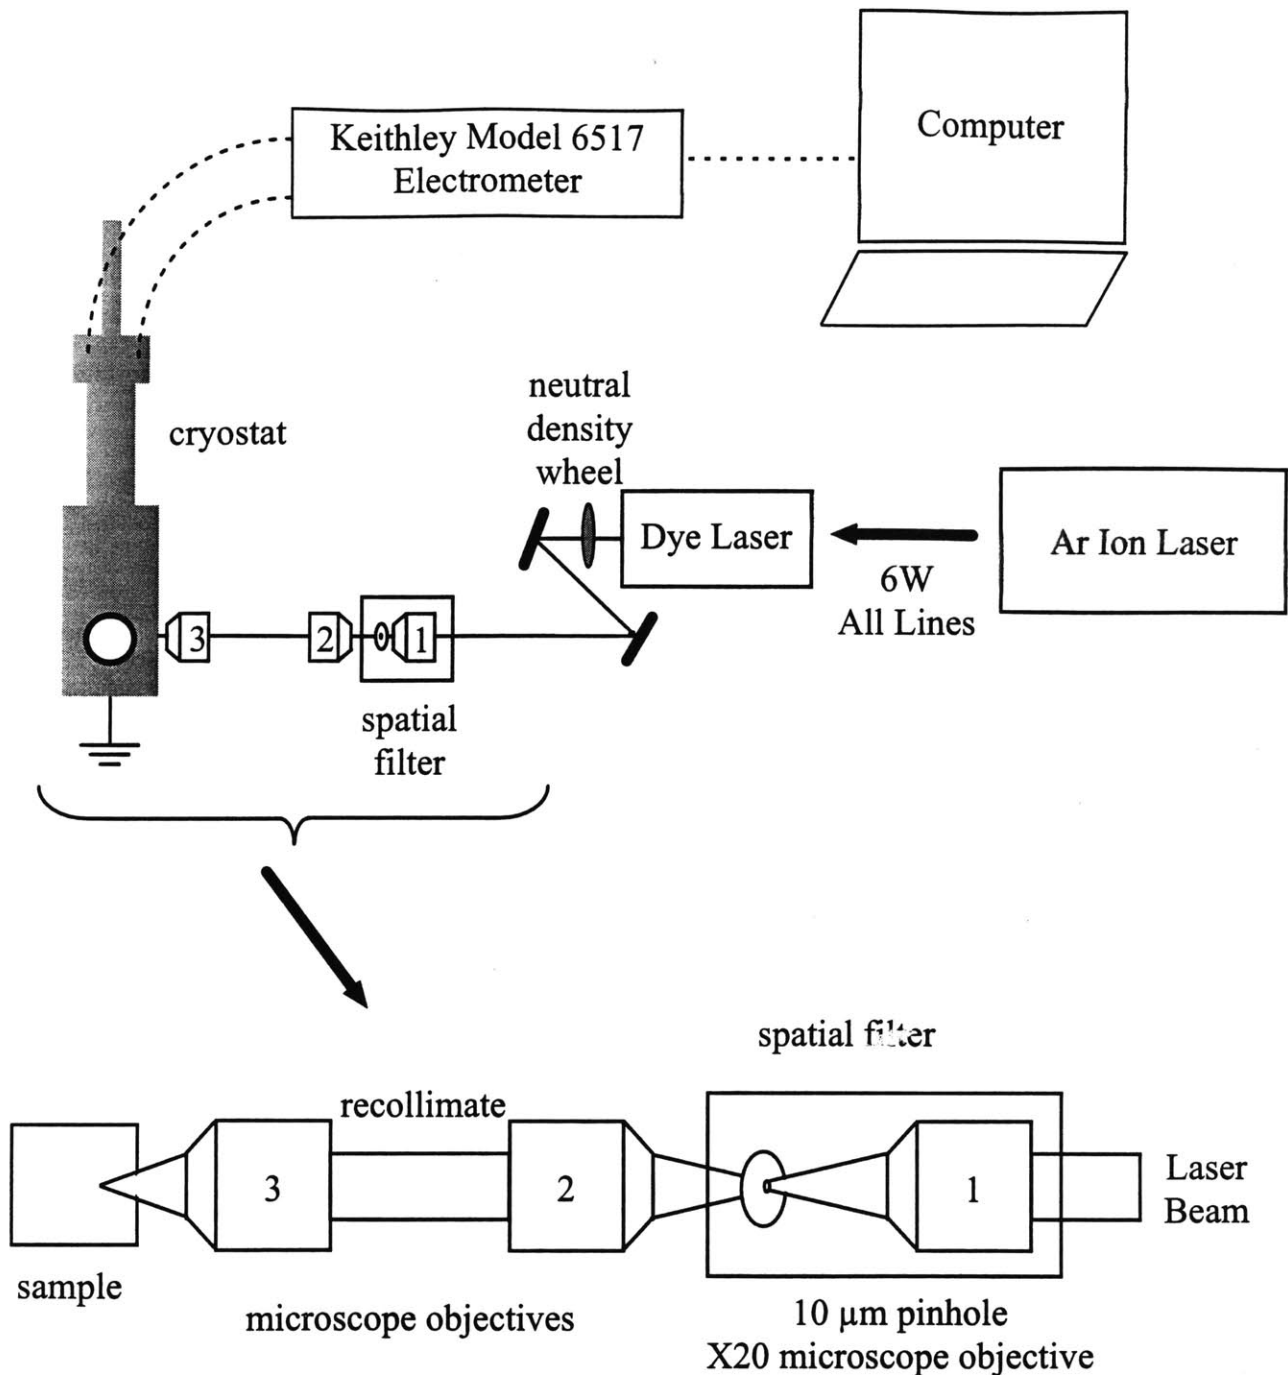 Keithley Model 6517
Electrometer
Computer
cryostat
neutral
density
wheel
Dye Laser
6W
All Lines
Ar Ion Laser
3
2
1
spatial
filter
spatial filter
recollimate
3
2
1
Laser
Beam
sample
microscope objectives
10 µm pinhole
X20 microscope objective